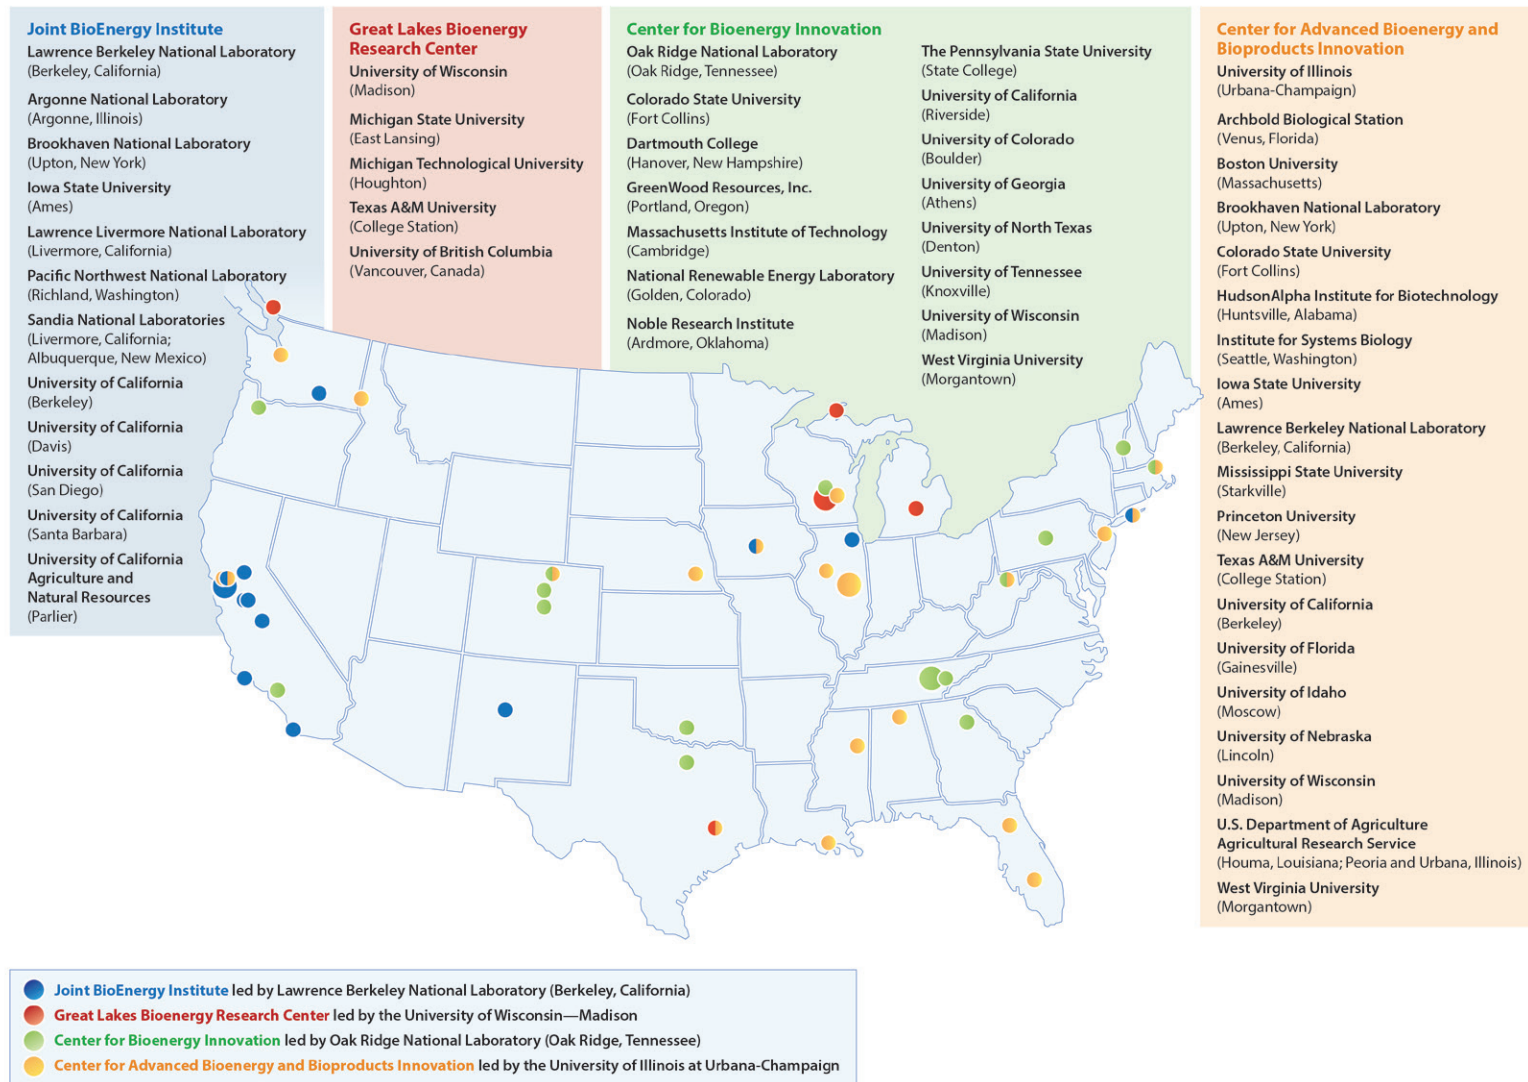 Joint BioEnergy Institute
Lawrence Berkeley National Laboratory
(Berkeley, California)
Argonne National Laboratory
(Argonne, Illinois)
Brookhaven National Laboratory
(Upton, New York)
Iowa State University
(Ames)
Lawrence Livermore National Laboratory
(Livermore, California)
Pacific Northwest National Laboratory
(Richland, Washington)
Sandia National Laboratories
(Livermore, California;
Albuquerque, New Mexico)
University of California
(Berkeley)
University of California
(Davis)
University of California
(San Diego)
University of California
(Santa Barbara)
University of California
Agriculture and
Natural Resources
(Parlier)
Great Lakes Bioenergy
Research Center
University of Wisconsin
(Madison)
Michigan State University
(East Lansing)
Michigan Technological University
(Houghton)
Texas A&M University
(College Station)
University of British Columbia
(Vancouver, Canada)
Center for Bioenergy Innovation
Oak Ridge National Laboratory
(Oak Ridge, Tennessee)
Colorado State University
(Fort Collins)
Dartmouth College
(Hanover, New Hampshire)
GreenWood Resources, Inc.
(Portland, Oregon)
Massachusetts Institute of Technology
(Cambridge)
National Renewable Energy Laboratory
(Golden, Colorado)
Noble Research Institute
(Ardmore, Oklahoma)
The Pennsylvania State University
(State College)
University of California
(Riverside)
University of Colorado
(Boulder)
University of Georgia
(Athens)
University of North Texas
(Denton)
University of Tennessee
(Knoxville)
University of Wisconsin
(Madison)
West Virginia University
(Morgantown)
Center for Advanced Bioenergy and
Bioproducts Innovation
University of Illinois
(Urbana-Champaign)
Archbold Biological Station
(Venus, Florida)
Boston University
(Massachusetts)
Brookhaven National Laboratory
(Upton, New York)
Colorado State University
(Fort Collins)
HudsonAlpha Institute for Biotechnology
(Huntsville, Alabama)
Institute for Systems Biology
(Seattle, Washington)
Iowa State University
(Ames)
Lawrence Berkeley National Laboratory
(Berkeley, California)
Mississippi State University
(Starkville)
Princeton University
(New Jersey)
Texas A&M University
(College Station)
University of California
(Berkeley)
University of Florida
(Gainesville)
University of Idaho
(Moscow)
University of Nebraska
(Lincoln)
University of Wisconsin
(Madison)
U.S. Department of Agriculture
Agricultural Research Service
(Houma, Louisiana; Peoria and Urbana, Illinois)
West Virginia University
(Morgantown)
Joint BioEnergy Institute led by Lawrence Berkeley National Laboratory (Berkeley, California)
Great Lakes Bioenergy Research Center led by the University of Wisconsin—Madison
Center for Bioenergy Innovation led by Oak Ridge National Laboratory (Oak Ridge, Tennessee)
Center for Advanced Bioenergy and Bioproducts Innovation led by the University of Illinois at Urbana-Champaign